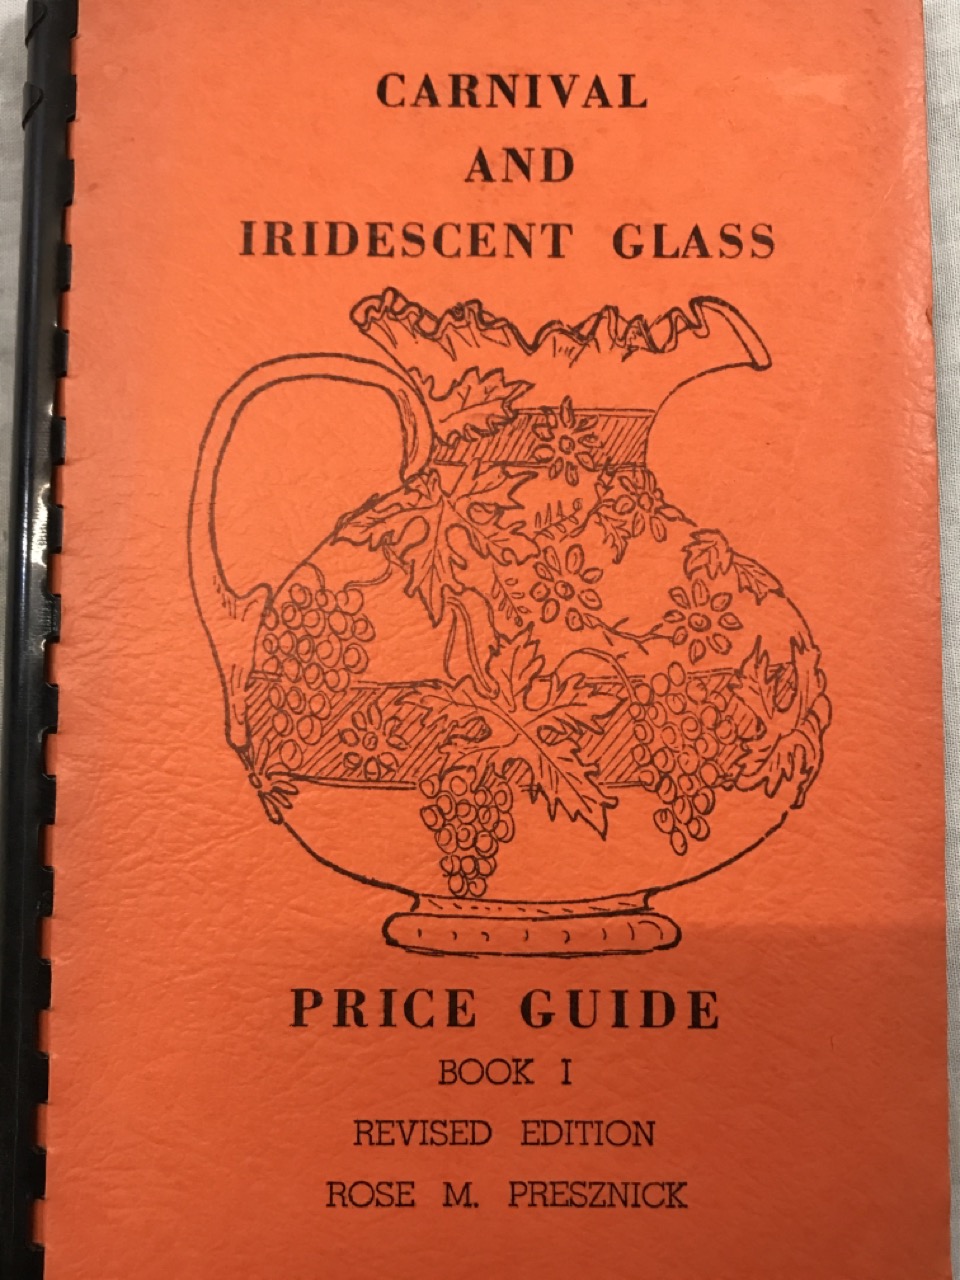 CARNIVAL
AND
IRIDESCENT GLASS
PRICE GUIDE
BOOK I
REVISED EDITION
ROSE M. PRESZNICK